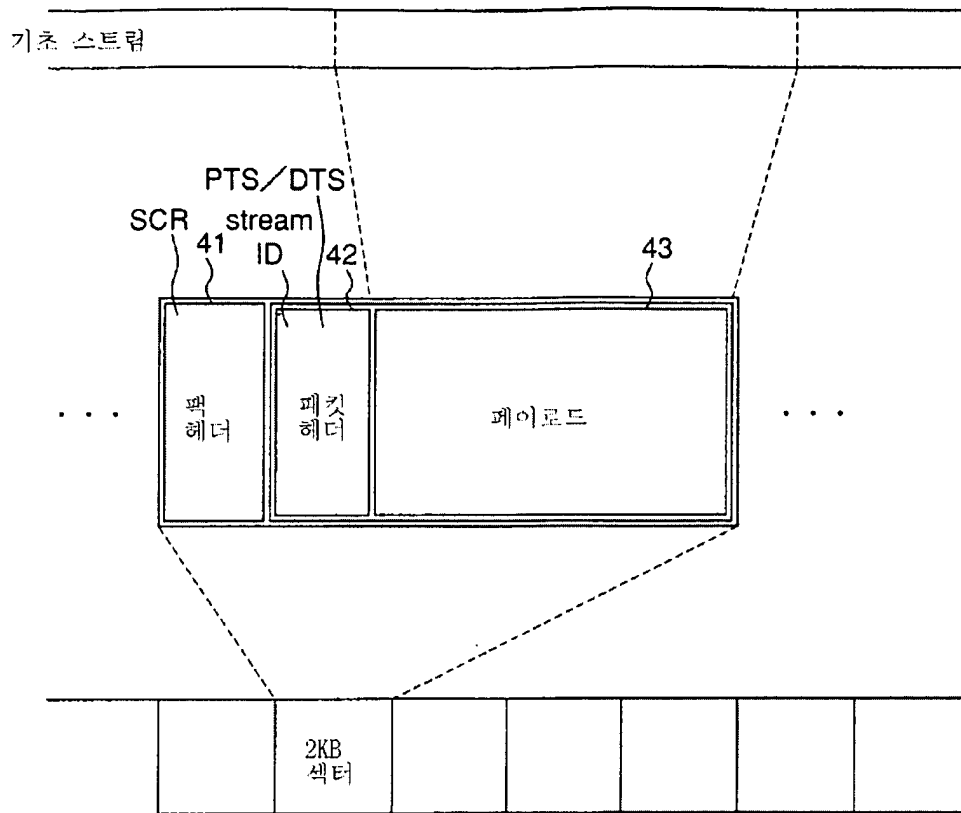 기초 스트림
PTS/DTS
SCR
stream
ID
41
42
43
팩
헤더
패킷
헤더
페이로드
2KB
섹터